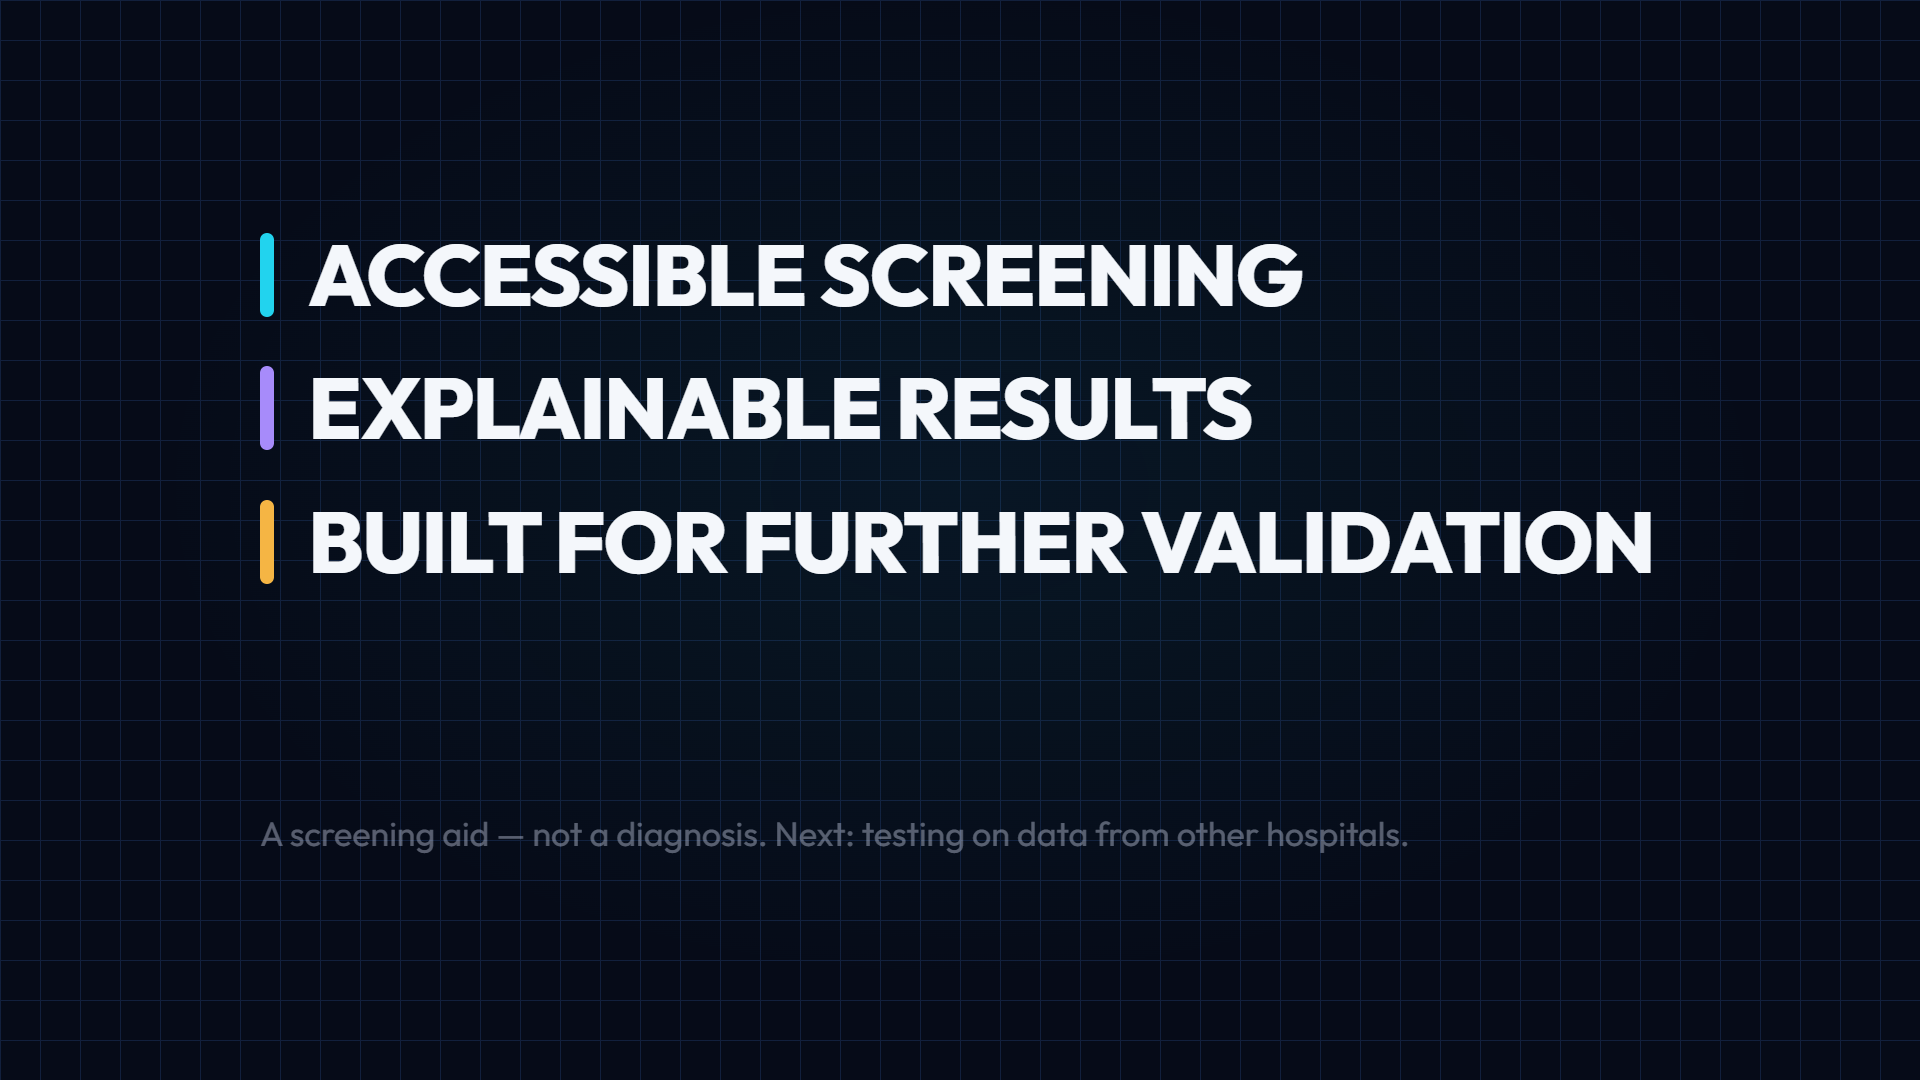 ACCESSIBLE SCREENING
EXPLAINABLE RESULTS
BUILT FOR FURTHER VALIDATION
A screening aid — not a diagnosis. Next: testing on data from other hospitals.